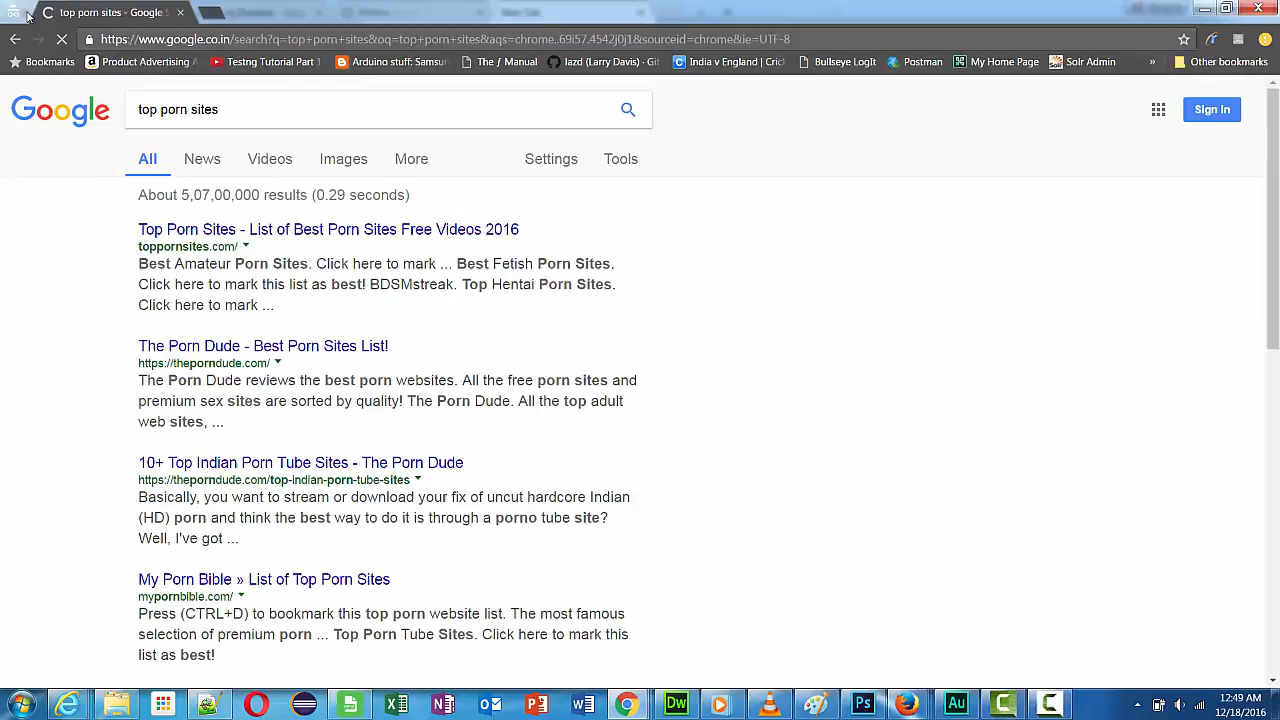 top porn sites - Google S
New Tab
https://www.google.co.in/search?q=top+porn+sites&oq=top+porn+sites&aqs=chrome..69i57.4542j0j1&sourceid=chrome&ie=UTF-8
Bookmarks Product Advertising Testng Tutorial Part 1 Arduino stuff: Samsun The ƒ Manual lazd (Larry Davis) · Git India v England | Crick Bullseye LogIt Postman My Home Page Solr Admin » Other bookmarks
Google top porn sites Sign in
All News Videos Images More Settings Tools
About 5,07,00,000 results (0.29 seconds)
Top Porn Sites - List of Best Porn Sites Free Videos 2016
toppornsites.com/
Best Amateur Porn Sites. Click here to mark ... Best Fetish Porn Sites.
Click here to mark this list as best! BDSMstreak. Top Hentai Porn Sites.
Click here to mark ...
The Porn Dude - Best Porn Sites List!
https://theporndude.com/
The Porn Dude reviews the best porn websites. All the free porn sites and
premium sex sites are sorted by quality! The Porn Dude. All the top adult
web sites, ...
10+ Top Indian Porn Tube Sites - The Porn Dude
https://theporndude.com/top-indian-porn-tube-sites
Basically, you want to stream or download your fix of uncut hardcore Indian
(HD) porn and think the best way to do it is through a porno tube site?
Well, I've got ...
My Porn Bible » List of Top Porn Sites
mypornbible.com/
Press (CTRL+D) to bookmark this top porn website list. The most famous
selection of premium porn ... Top Porn Tube Sites. Click here to mark this
list as best!
Dw Ps Au
12:49 AM
12/18/2016